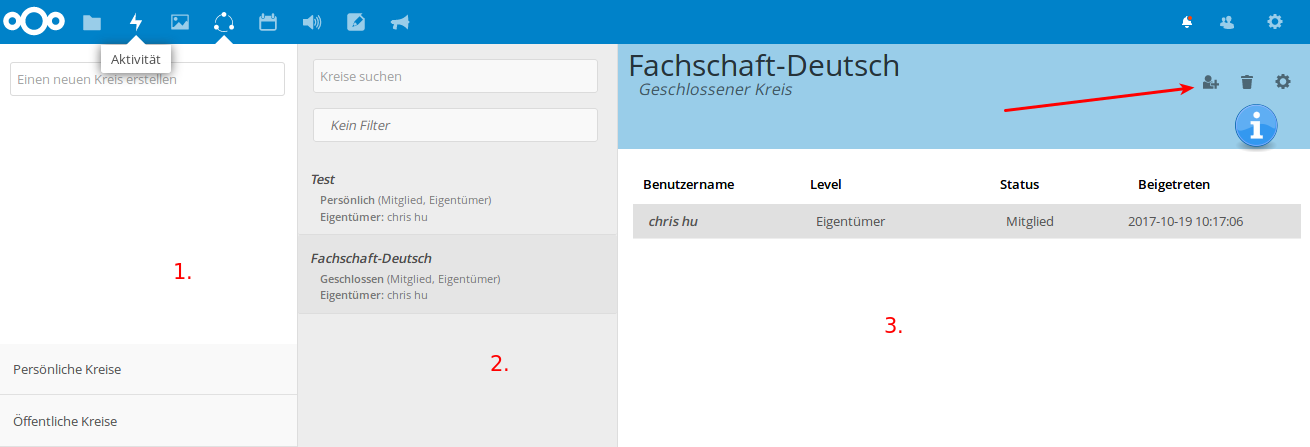 Aktivität
Einen neuen Kreis erstellen
1.
Persönliche Kreise
Öffentliche Kreise
Kreise suchen
Kein Filter
Test
Persönlich (Mitglied, Eigentümer)
Eigentümer: chris hu
Fachschaft-Deutsch
Geschlossen (Mitglied, Eigentümer)
Eigentümer: chris hu
2.
Fachschaft-Deutsch
Geschlossener Kreis
Benutzername Level Status Beigetreten
chris hu Eigentümer Mitglied 2017-10-19 10:17:06
3.